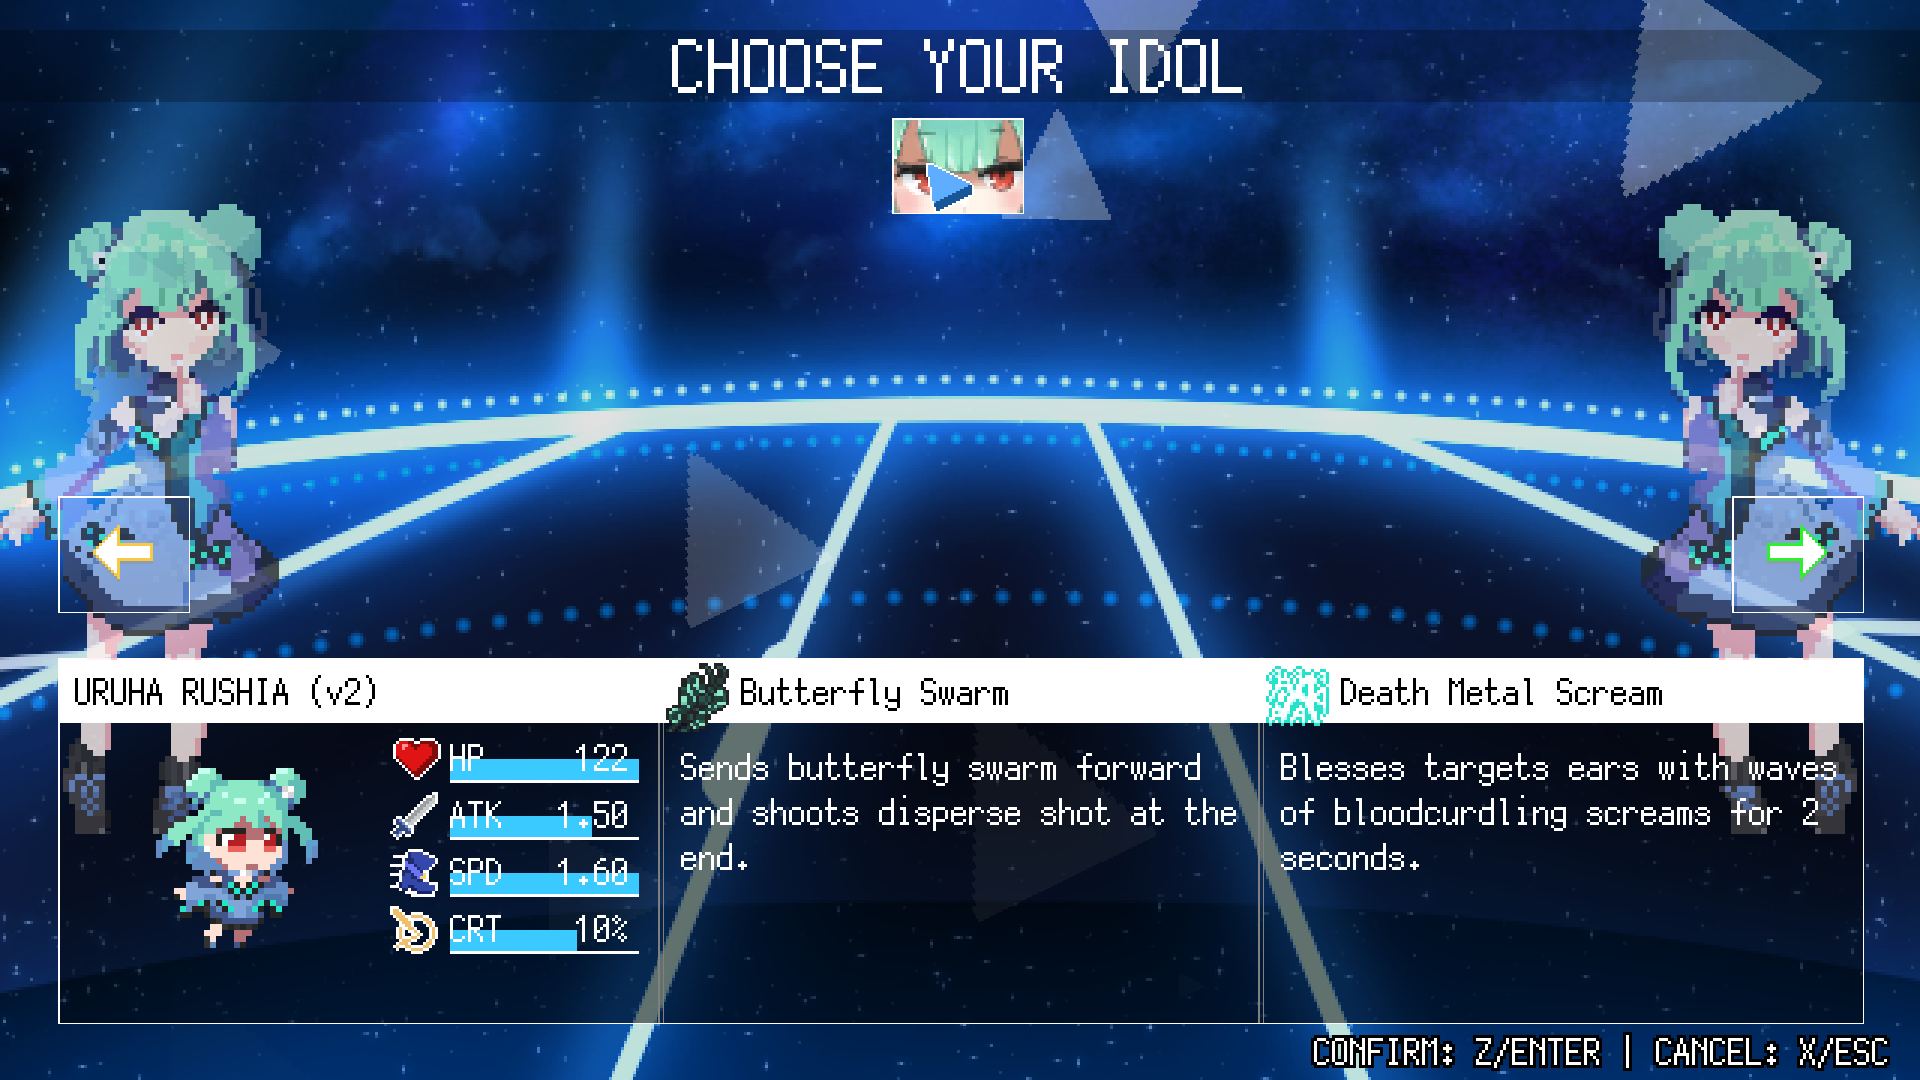 CHOOSE YOUR IDOL
URUHA RUSHIA (v2)
HP 122
ATK 1.50
SPD 1.60
CRT 10%
Butterfly Swarm
Sends butterfly swarm forward
and shoots disperse shot at the
end.
Death Metal Scream
Blesses targets ears with waves
of bloodcurdling screams for 2
seconds.
CONFIRM: Z/ENTER | CANCEL: X/ESC